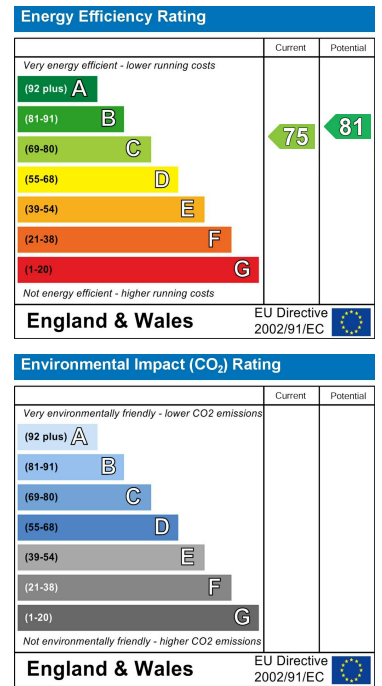 Energy Efficiency Rating
Current Potential
Very energy efficient - lower running costs
(92 plus) A
(81-91) B
(69-80) C
(55-68) D
(39-54) E
(21-38) F
(1-20) G
75
81
Not energy efficient - higher running costs
England & Wales
EU Directive
2002/91/EC
Environmental Impact (CO₂) Rating
Current Potential
Very environmentally friendly - lower CO2 emissions
(92 plus) A
(81-91) B
(69-80) C
(55-68) D
(39-54) E
(21-38) F
(1-20) G
Not environmentally friendly - higher CO2 emissions
England & Wales
EU Directive
2002/91/EC